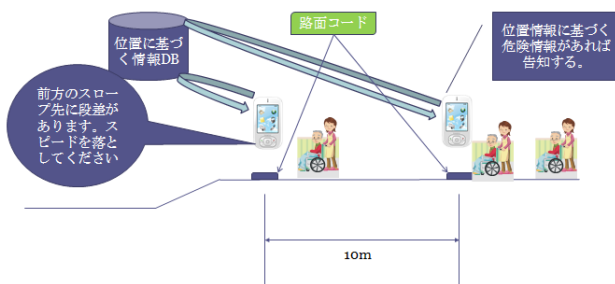 路面コード
位置に基づ
く情報DB
位置情報に基づく
危険情報があれば
告知する。
前方のスロー
プ先に段差が
あります。ス
ピードを落と
してください
10m